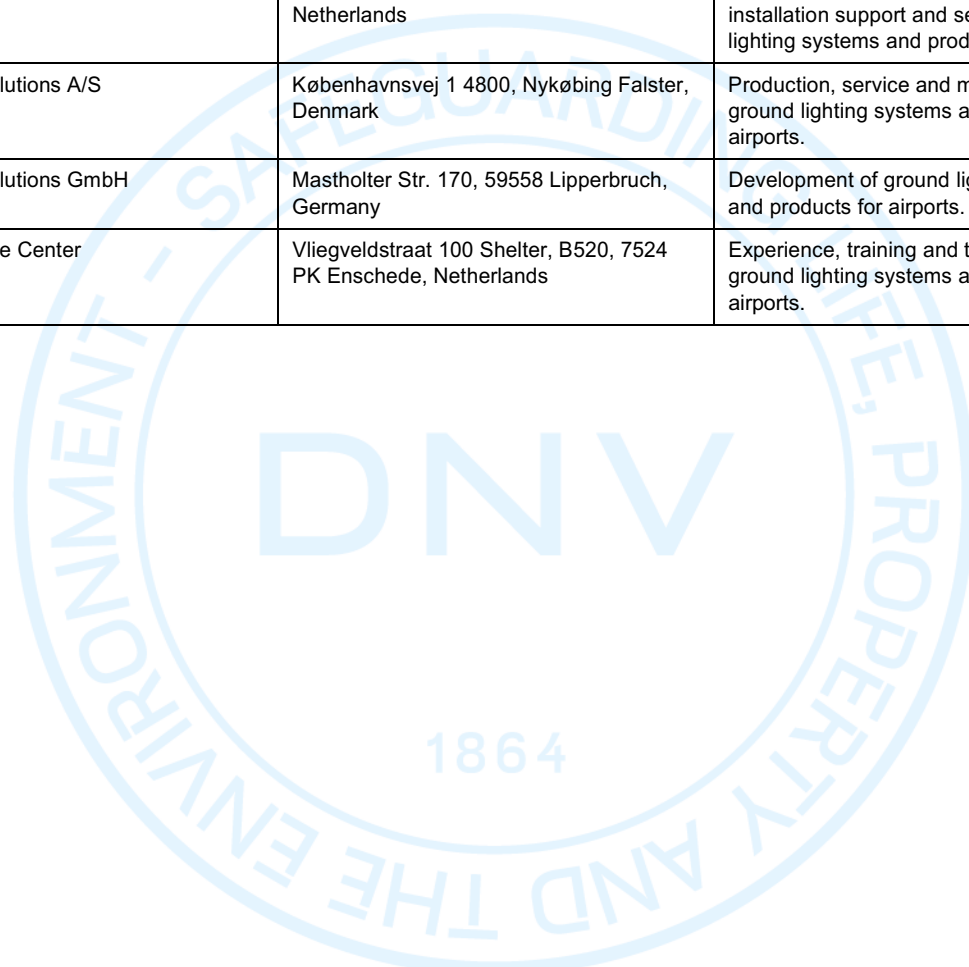 Netherlands
installation support and se
lighting systems and prod
lutions A/S
Københavnsvej 1 4800, Nykøbing Falster,
Denmark
Production, service and m
ground lighting systems a
airports.
lutions GmbH
Mastholter Str. 170, 59558 Lipperbruch,
Germany
Development of ground lig
and products for airports.
e Center
Vliegveldstraat 100 Shelter, B520, 7524
PK Enschede, Netherlands
Experience, training and t
ground lighting systems a
airports.
SAFEGUARDING LIFE, PROPERTY AND THE ENVIRONMENT -
DNV
1864